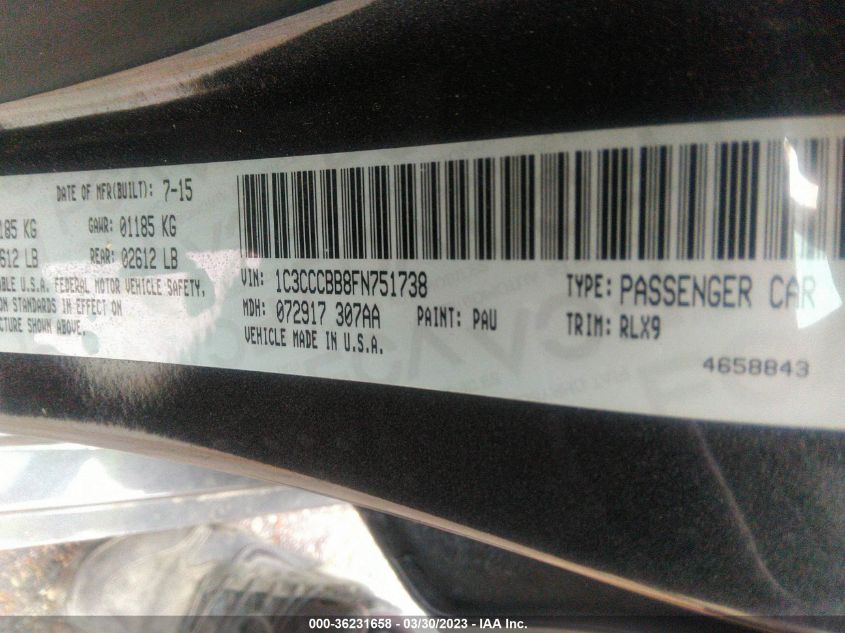 DATE OF MFR(BUILT): 7-15
185 KG GAWR: 01185 KG
612 LB REAR: 02612 LB
BLE U.S.A. FEDERAL MOTOR VEHICLE SAFETY,
ON STANDARDS IN EFFECT ON
CTURE SHOWN ABOVE.
VIN: 1C3CCCBB8FN751738
MDH: 072917 307AA PAINT: PAU
VEHICLE MADE IN U.S.A.
TYPE: PASSENGER CAR
TRIM: RLX9
4658843
000-36231658 - 03/30/2023 - IAA Inc.